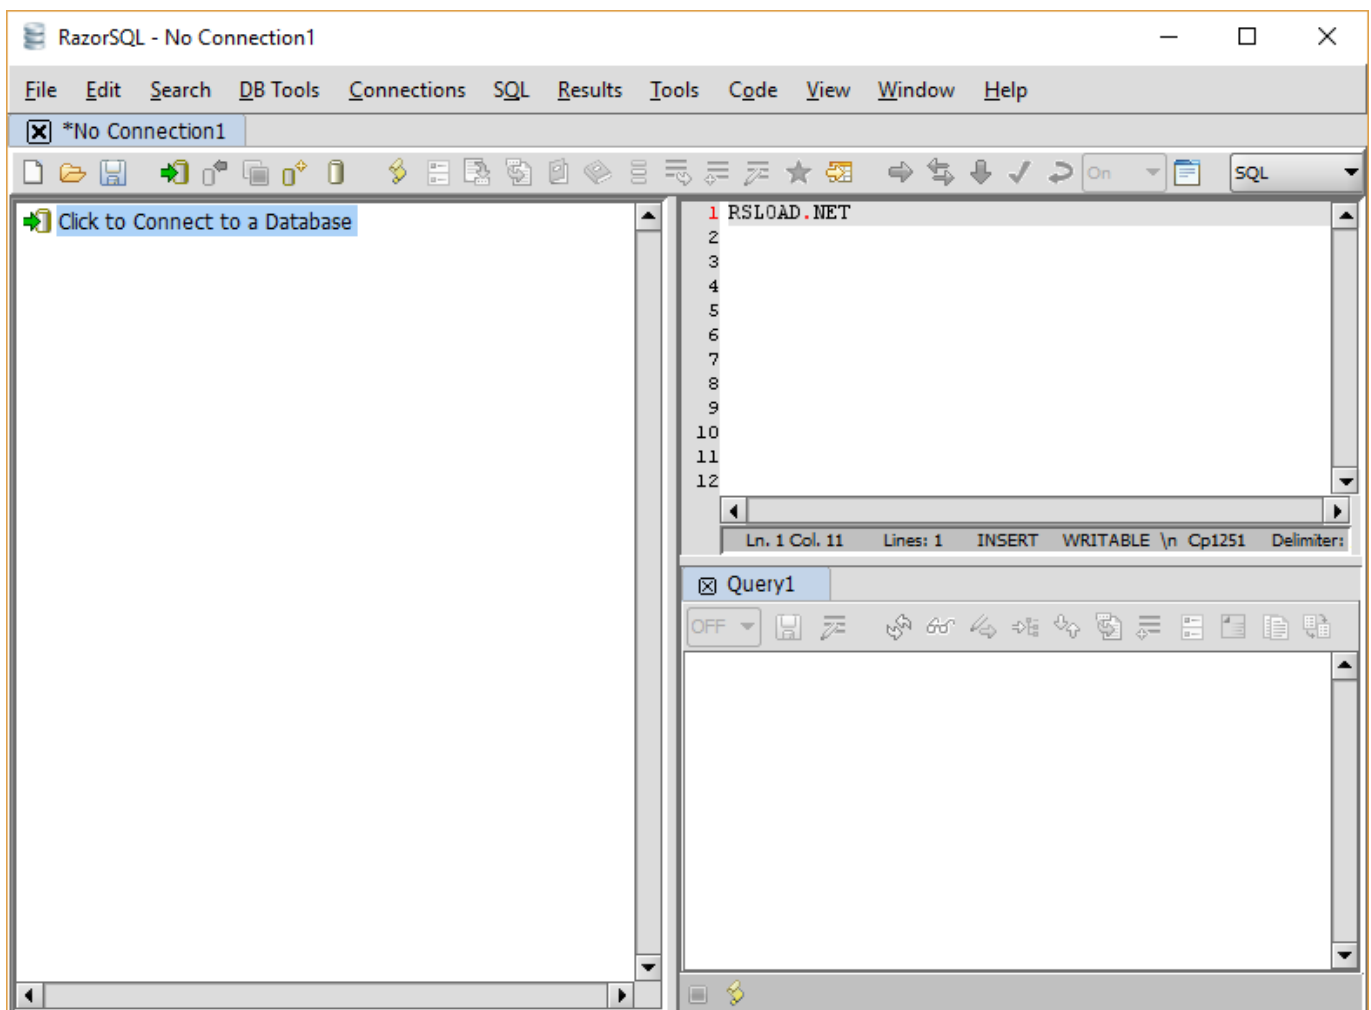 RazorSQL - No Connection1
File Edit Search DB Tools Connections SQL Results Tools Code View Window Help
*No Connection1
On SQL
Click to Connect to a Database
1 RSLOAD.NET
2
3
4
5
6
7
8
9
10
11
12
Ln. 1 Col. 11 Lines: 1 INSERT WRITABLE \n Cp1251 Delimiter:
Query1
OFF